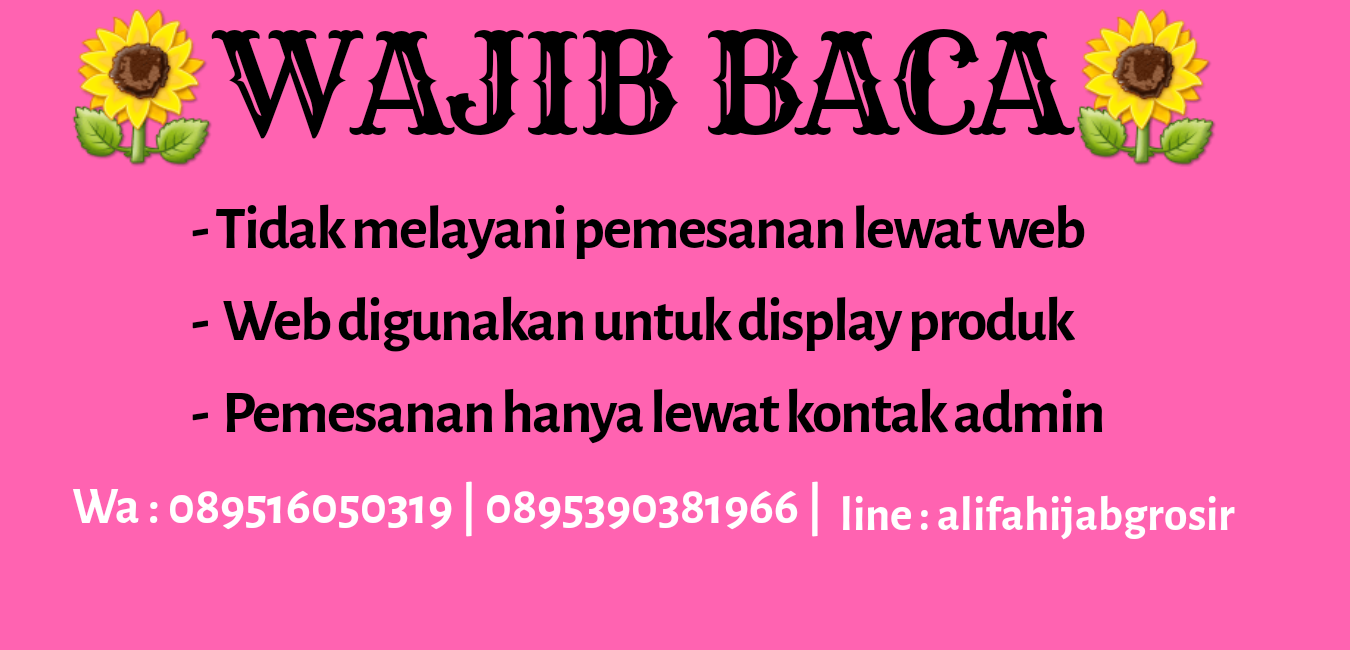 WAJIB BACA
- Tidak melayani pemesanan lewat web
- Web digunakan untuk display produk
- Pemesanan hanya lewat kontak admin
Wa : 089516050319 | 0895390381966 | line : alifahijabgrosir